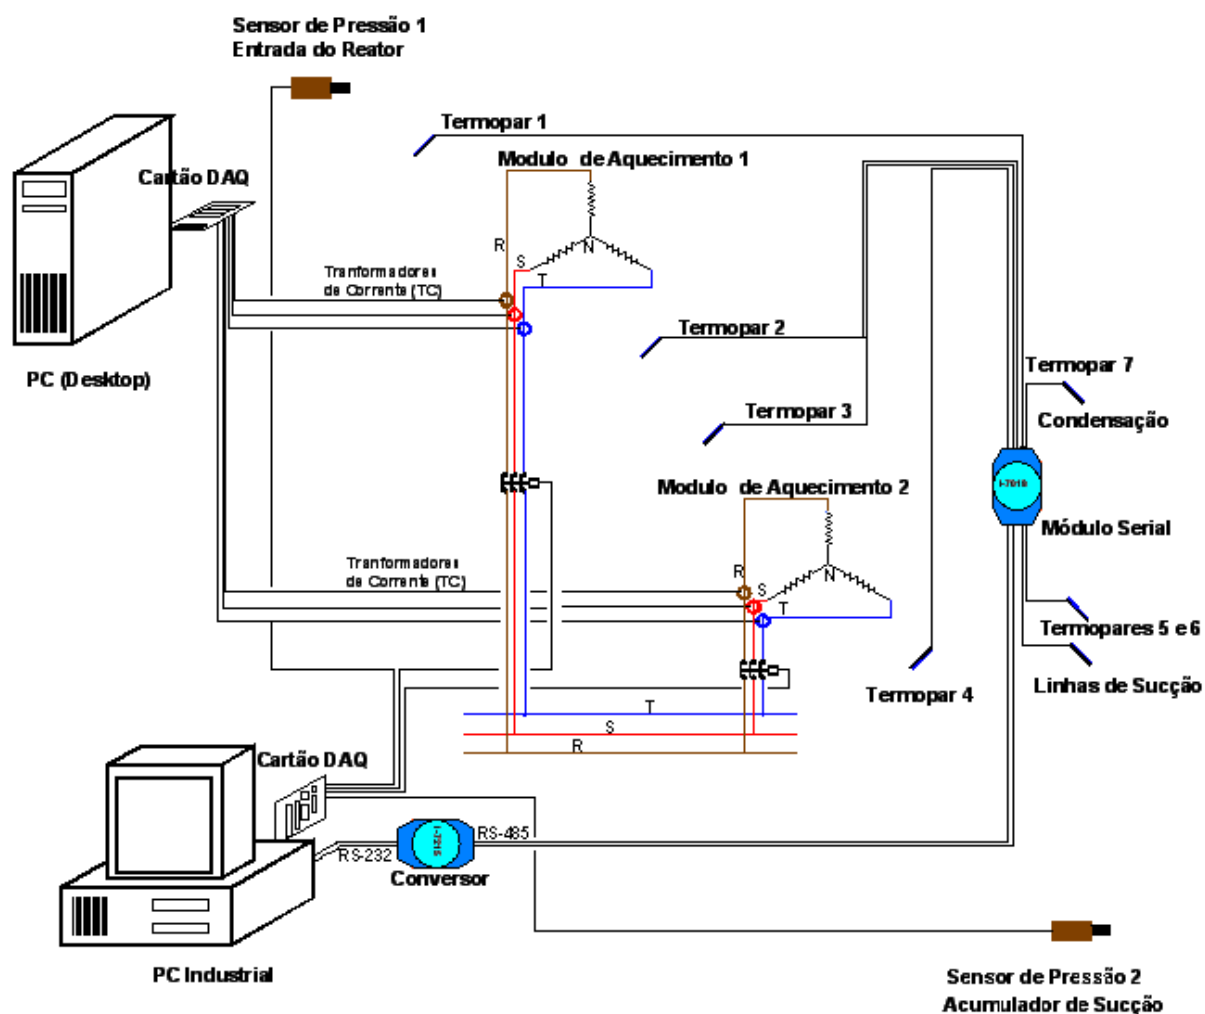 Sensor de Pressão 1
Entrada do Reator
Termopar 1
Modulo de Aquecimento 1
Cartão DAQ
R
S
N
T
Tranformadores
de Corrente (TC)
Termopar 2
PC (Desktop)
Termopar 7
Termopar 3
Condensação
Modulo de Aquecimento 2
Módulo Serial
Tranformadores
de Corrente (TC)
R
S
N
T
Termopares 5 e 6
Linhas de Sucção
Termopar 4
T
S
R
Cartão DAQ
RS-485
RS-232
Conversor
PC Industrial
Sensor de Pressão 2
Acumulador de Sucção